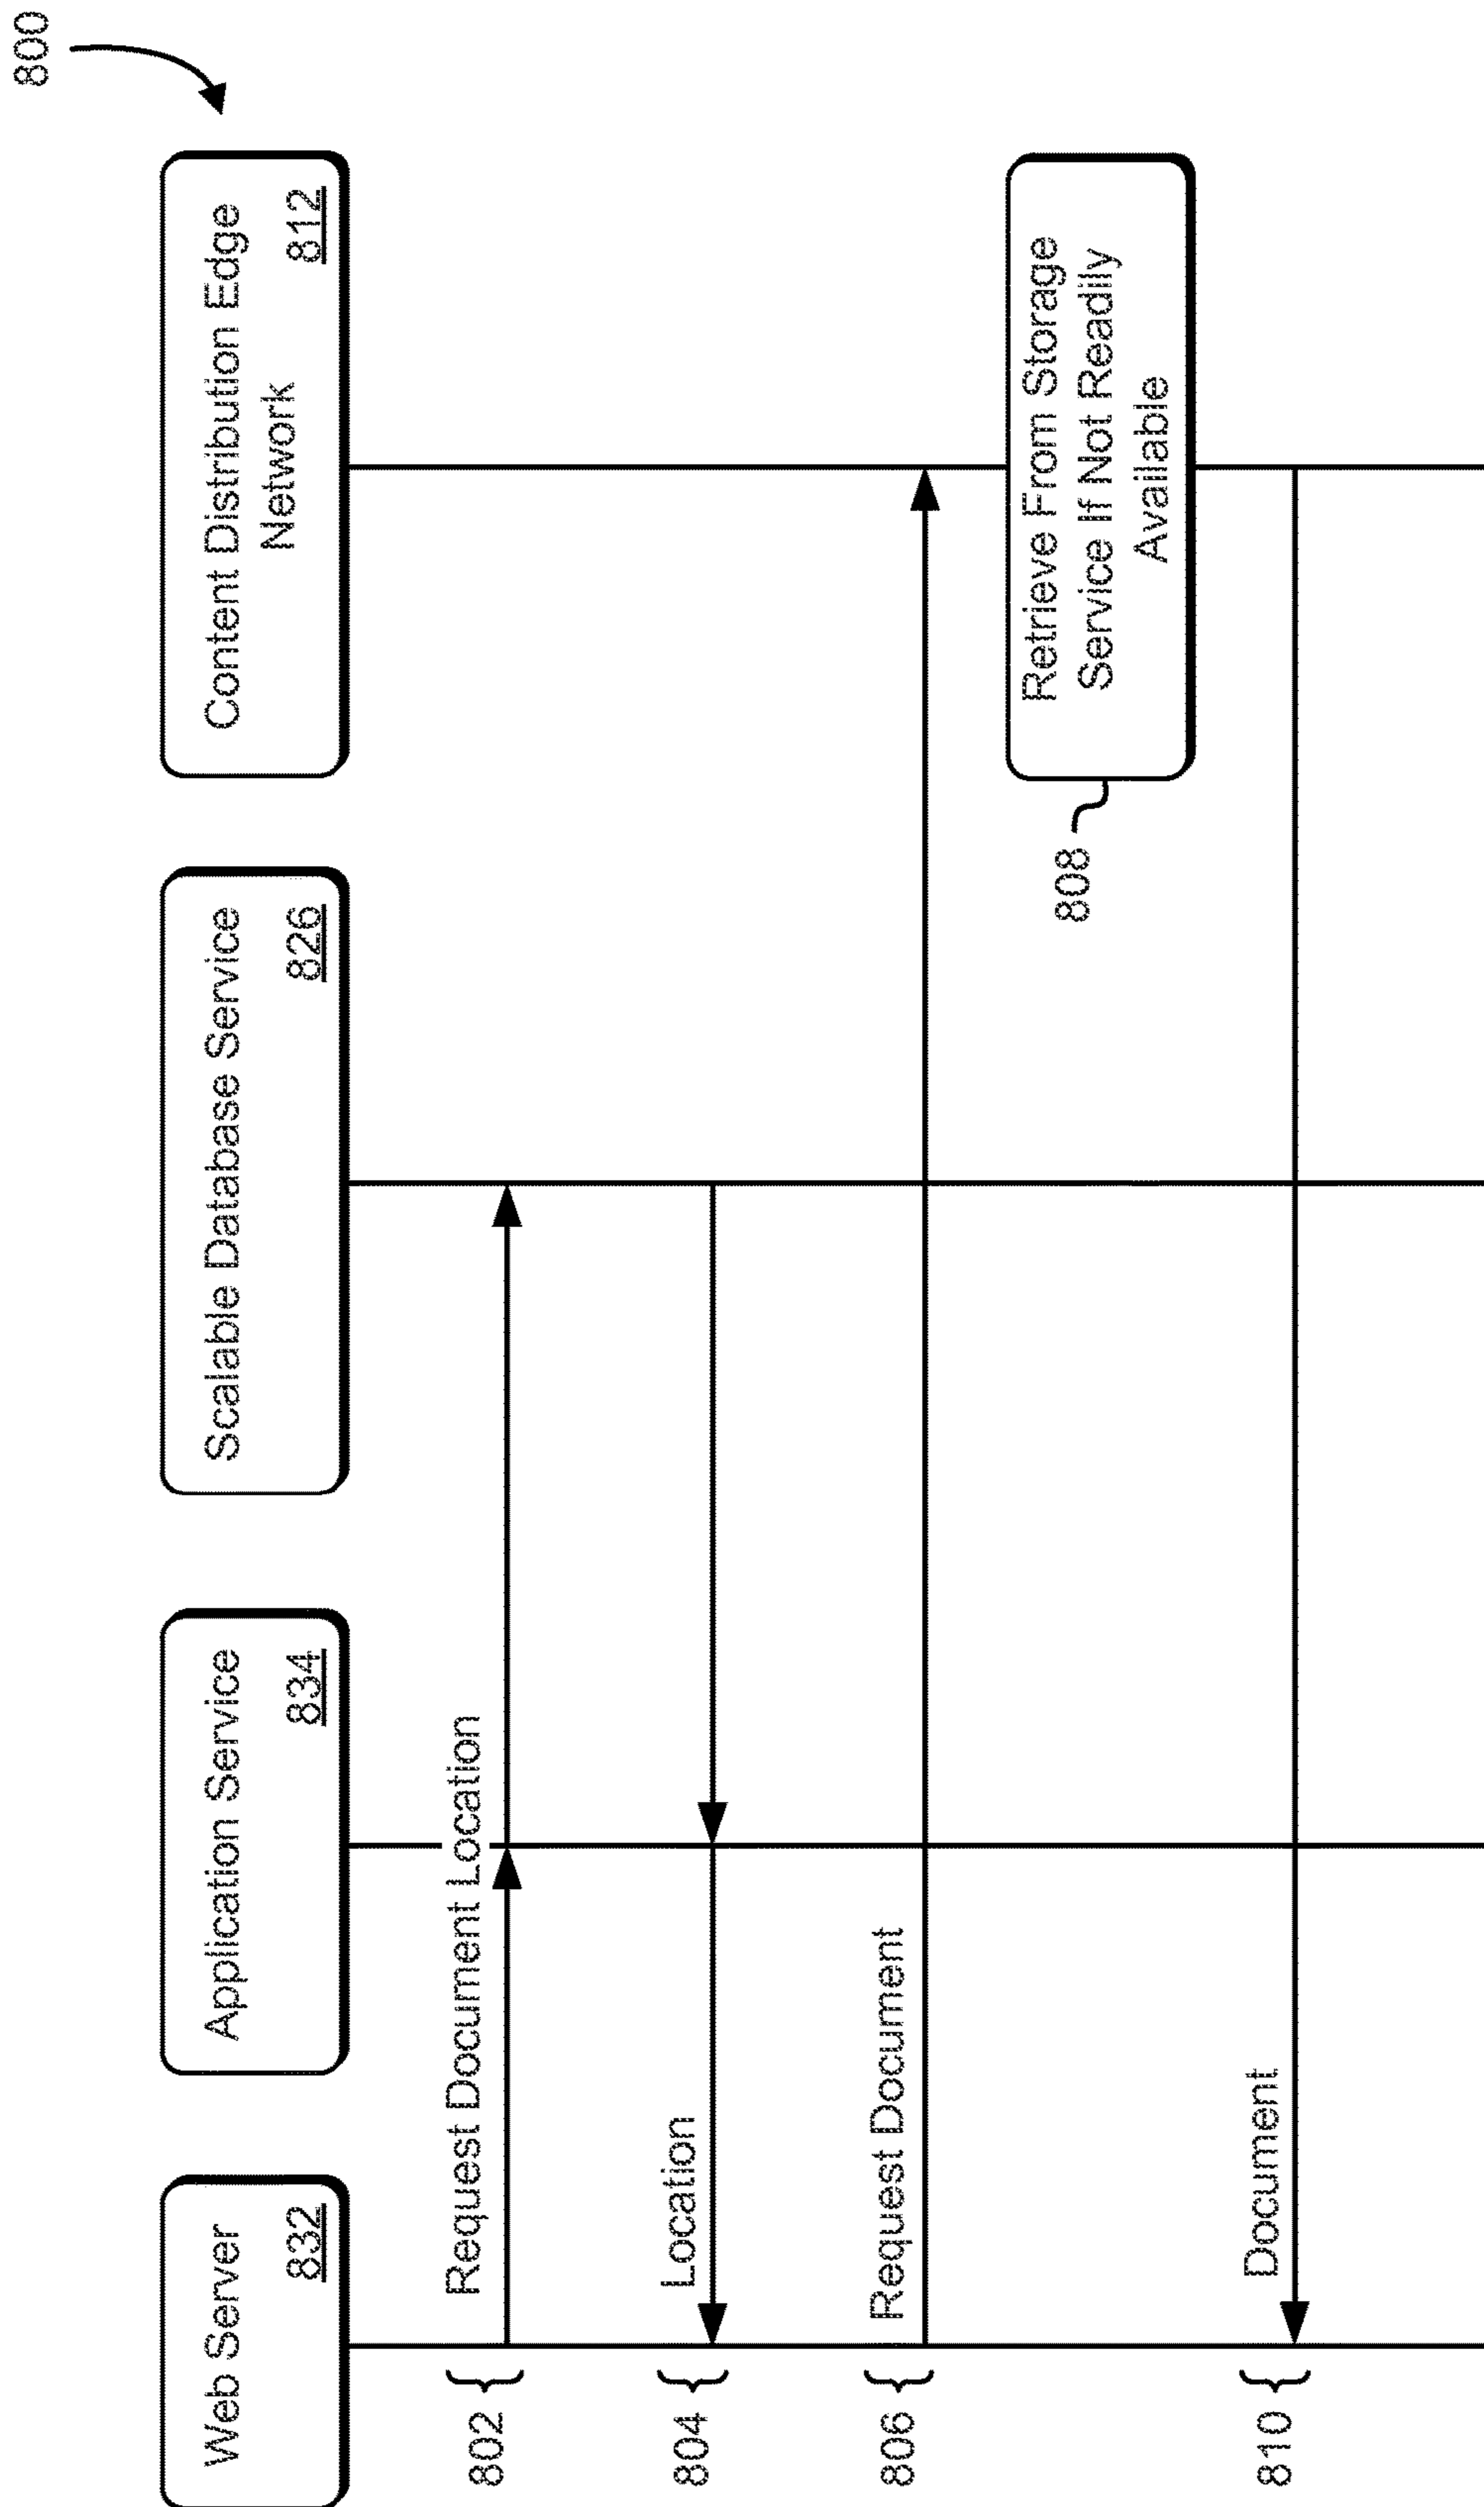 800
Web Server
832
Application Service
834
Scalable Database Service
826
Content Distribution Edge
Network
812
802
Request Document Location
804
Location
806
Request Document
808
Retrieve From Storage
Service If Not Readily
Available
810
Document